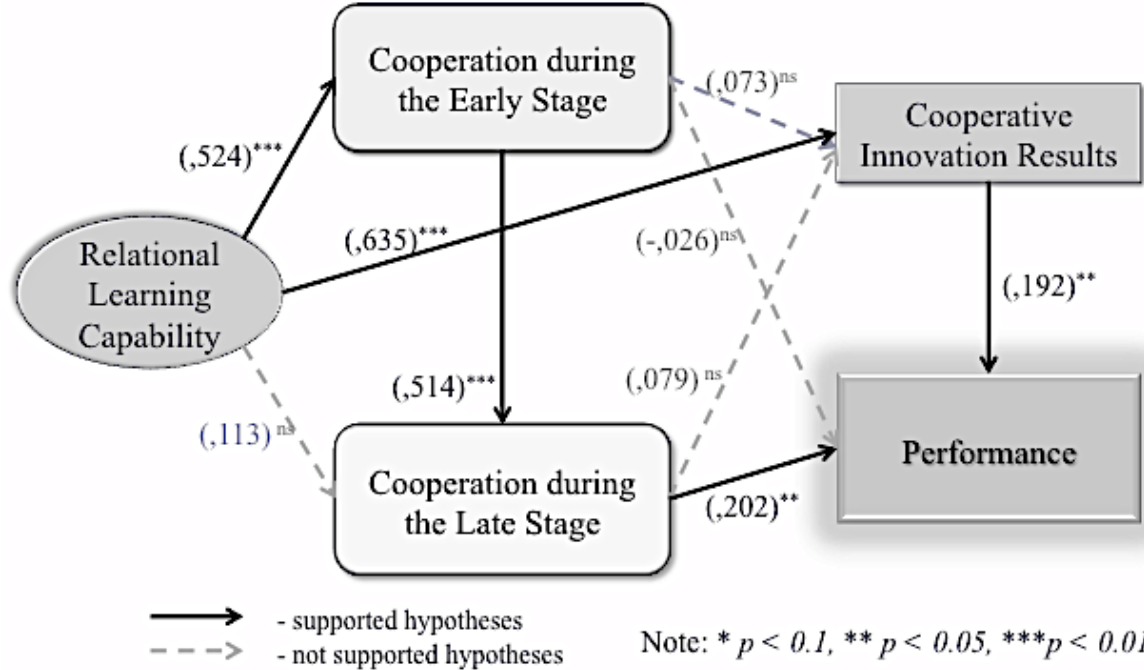 Cooperation during
the Early Stage
(,073)ns
Cooperative
Innovation Results
(,524)***
(,635)***
(-,026)ns
Relational
Learning
Capability
(,192)**
(,514)***
(,079) ns
(,113) ns
Cooperation during
the Late Stage
Performance
(,202)**
- supported hypotheses
- not supported hypotheses
Note: * p < 0.1, ** p < 0.05, ***p < 0.01